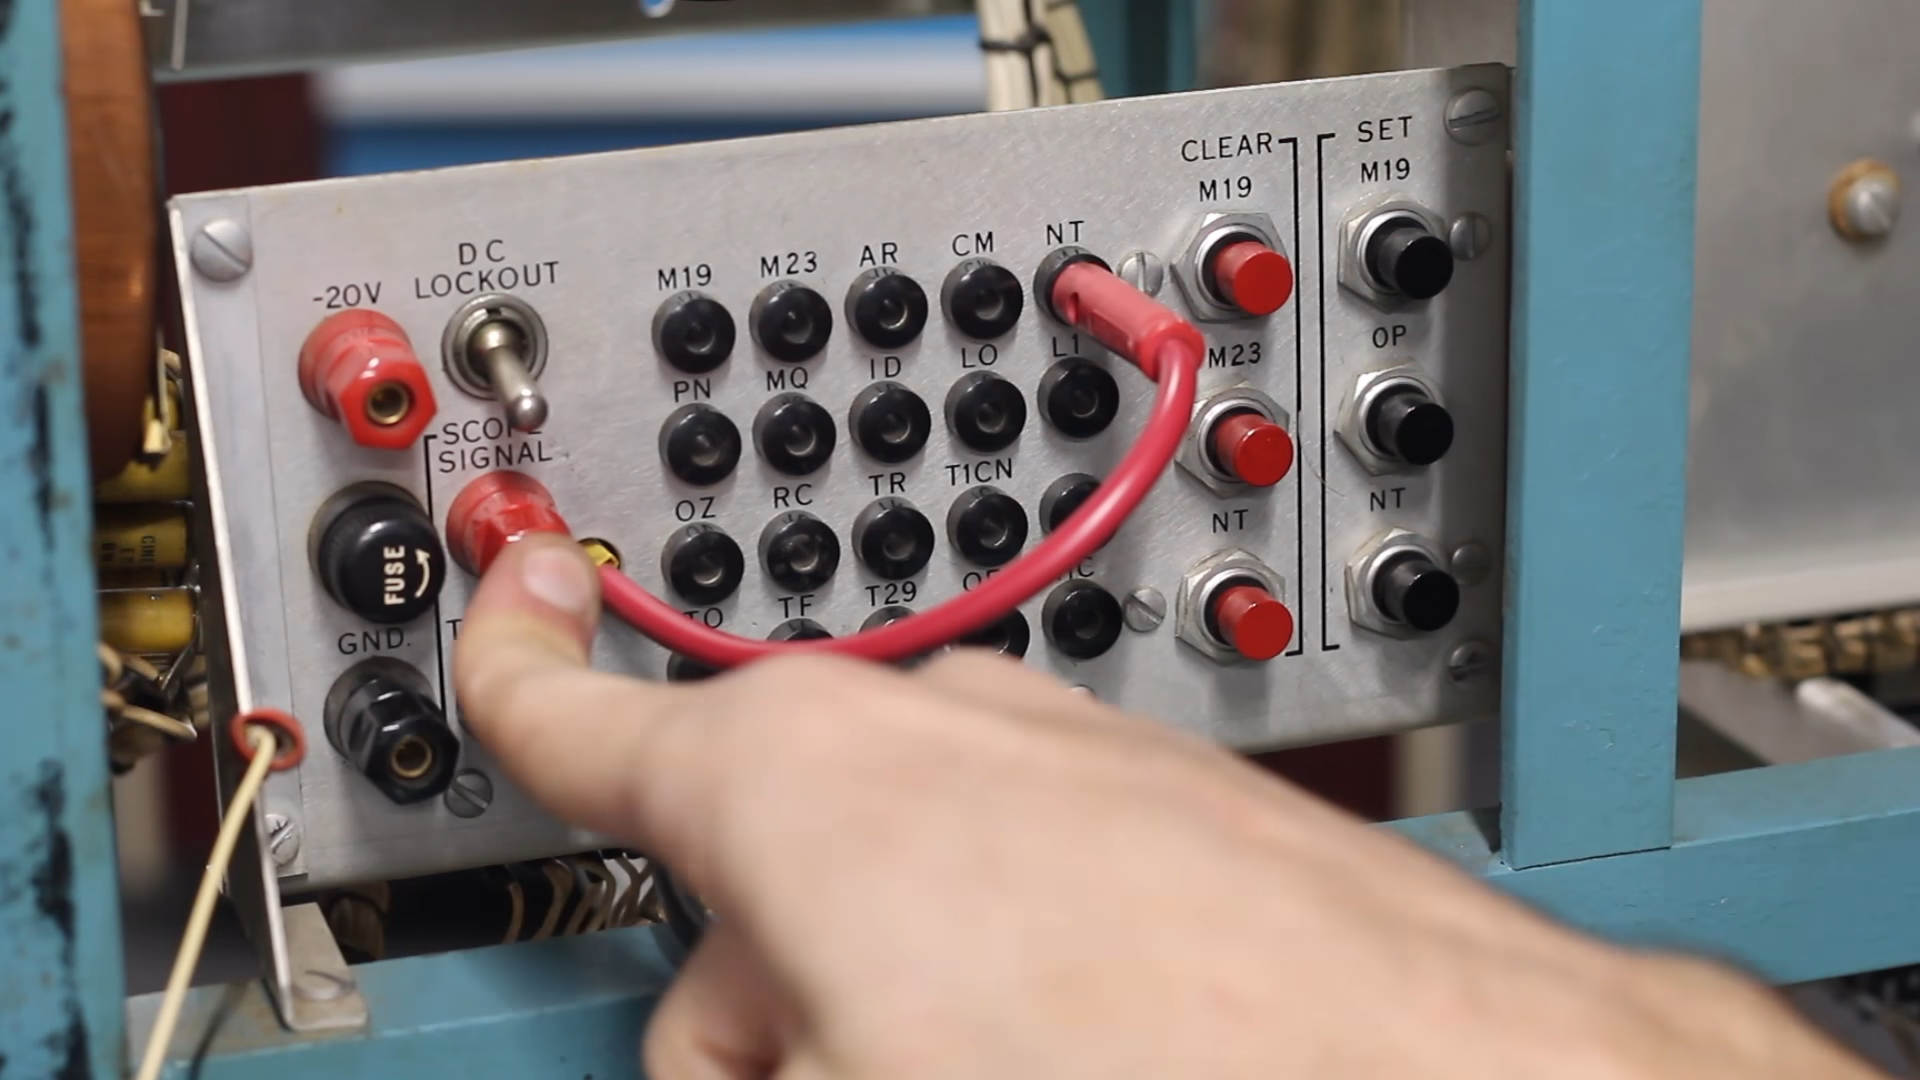 CLEAR
SET
M19
M19
DC
LOCKOUT
-20V
M19 M23 AR CM NT
PN MQ ID LO L1
M23
OP
SCOPE
SIGNAL
OZ RC TR T1CN
NT
NT
FUSE
GND.
TO TF T29